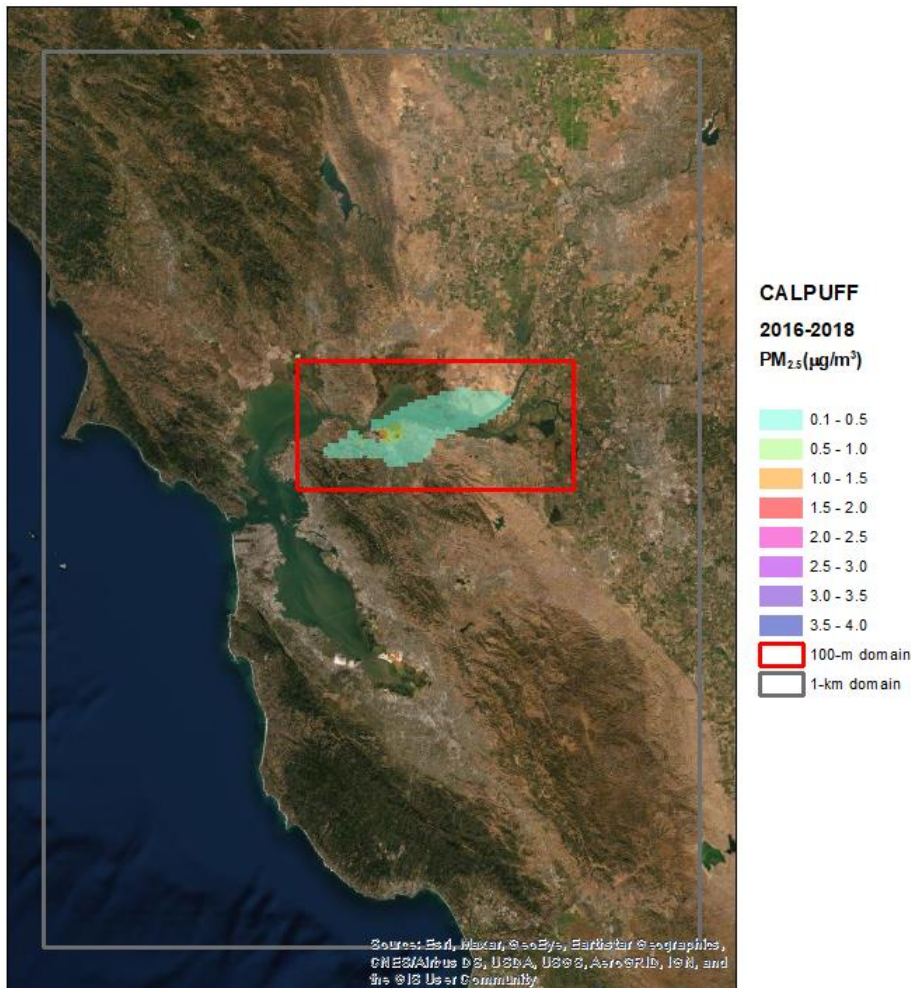 CALPUFF
2016-2018
PM2.5(µg/m³)
0.1 - 0.5
0.5 - 1.0
1.0 - 1.5
1.5 - 2.0
2.0 - 2.5
2.5 - 3.0
3.0 - 3.5
3.5 - 4.0
100-m domain
1-km domain
Source: Esri, Maxar, GeoEye, Earthstar Geographics,
CNES/Airbus DS, USDA, USGS, AeroGRID, IGN, and
the GIS User Community